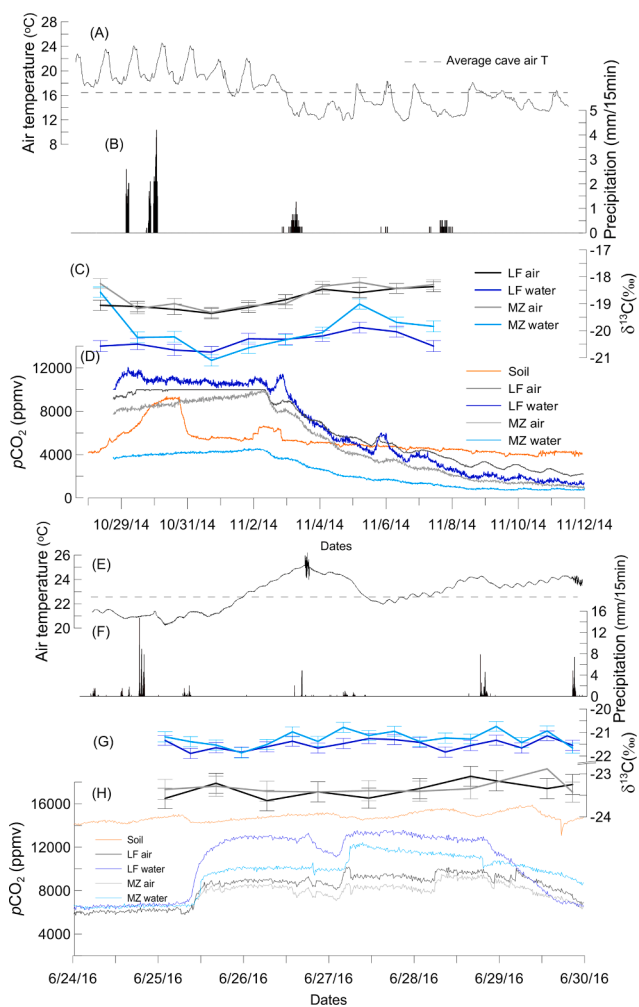 Air temperature (ºC)
28
24
20
16
12
8
(A)
Average cave air T
(B)
Precipitation (mm/15min)
5
4
3
2
1
0
(C)
LF air
LF water
MZ air
MZ water
δ¹³C(‰)
-17
-18
-19
-20
-21
(D)
pCO₂ (ppmv)
12000
8000
4000
0
Soil
LF air
LF water
MZ air
MZ water
10/29/14 10/31/14 11/2/14 11/4/14 11/6/14 11/8/14 11/10/14 11/12/14
Dates
Air temperature (ºC)
26
24
22
20
(E)
(F)
Precipitation (mm/15min)
16
12
8
4
0
(G)
-20
-21
-22
δ¹³C(‰)
-23
-24
(H)
pCO₂ (ppmv)
16000
12000
8000
4000
Soil
LF air
LF water
MZ air
MZ water
6/24/16 6/25/16 6/26/16 6/27/16 6/28/16 6/29/16 6/30/16
Dates